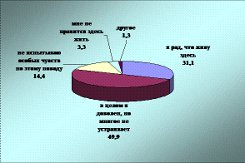 мне не
нравится здесь
жить
3,3
другие
1,3
я рад, что живу
здесь
31,1
не испытываю
особых чувств
по этому поводу
14,4
в целом я
доволен, но
многое не
устраивает
49,9